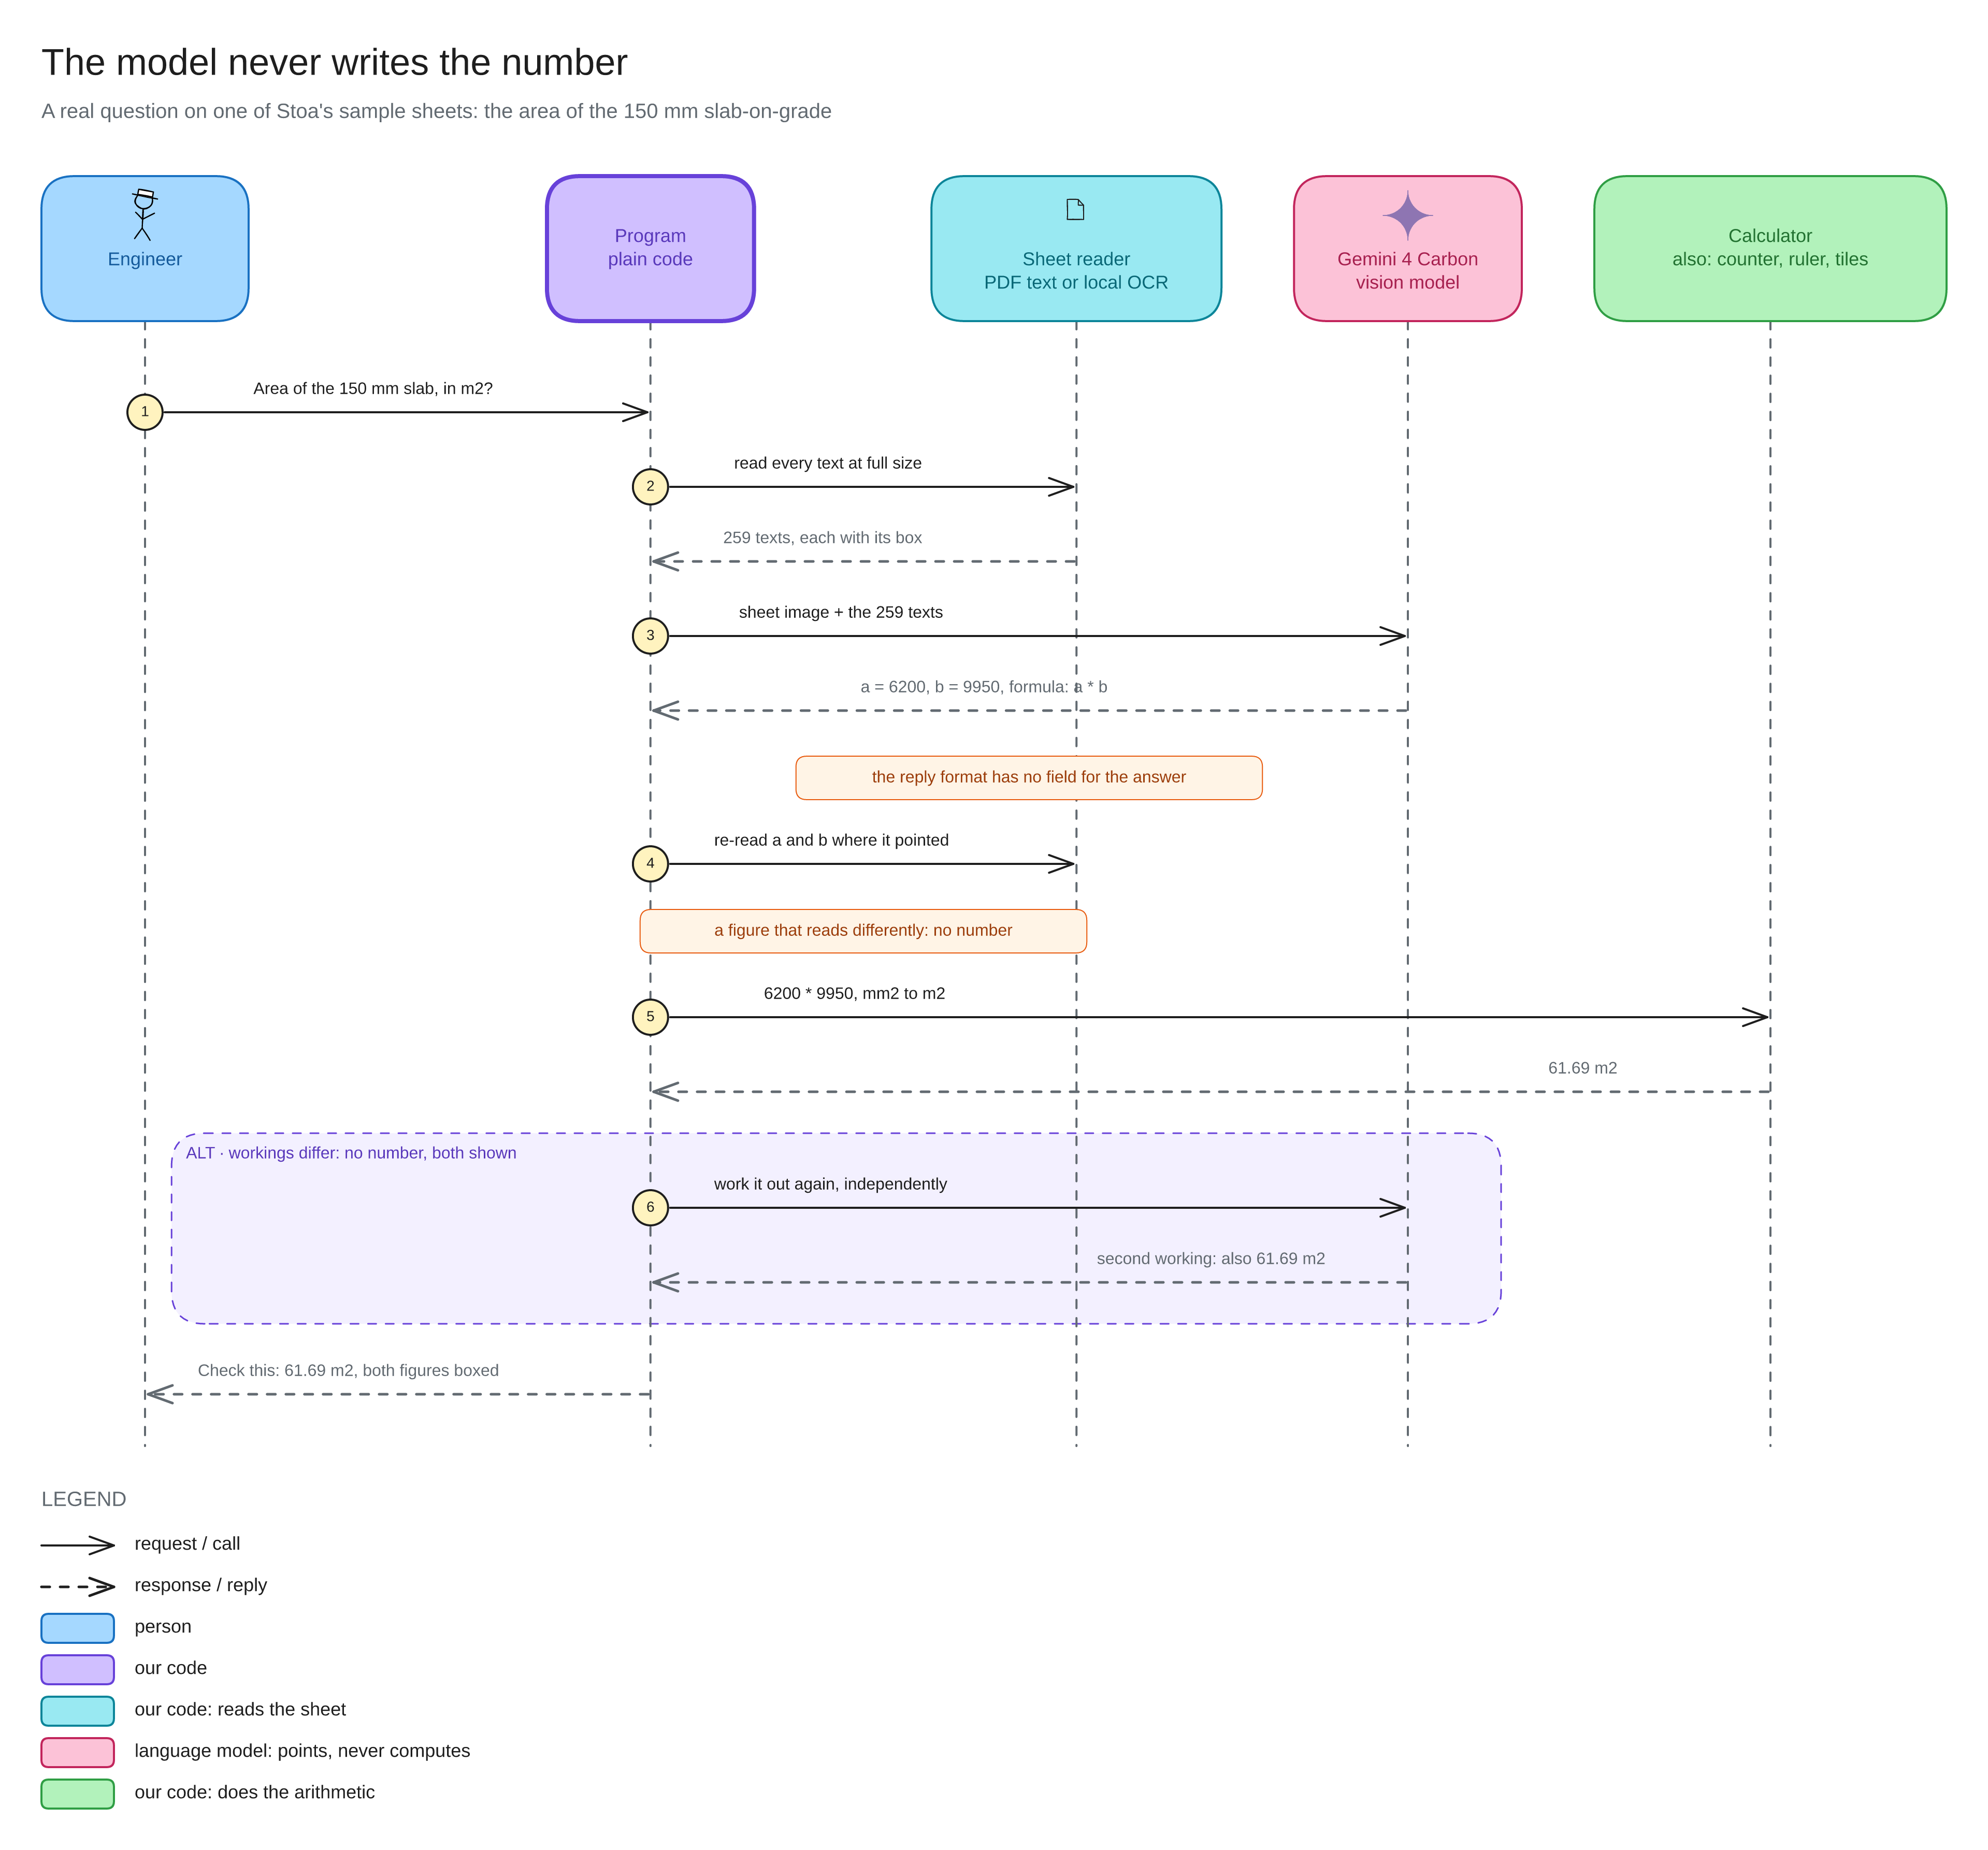 The model never writes the number
A real question on one of Stoa's sample sheets: the area of the 150 mm slab-on-grade
Engineer
Program
plain code
Sheet reader
PDF text or local OCR
Gemini 4 Carbon
vision model
Calculator
also: counter, ruler, tiles
Area of the 150 mm slab, in m2?
1
read every text at full size
2
259 texts, each with its box
sheet image + the 259 texts
3
a = 6200, b = 9950, formula: a * b
the reply format has no field for the answer
re-read a and b where it pointed
4
a figure that reads differently: no number
6200 * 9950, mm2 to m2
5
61.69 m2
ALT · workings differ: no number, both shown
work it out again, independently
6
second working: also 61.69 m2
Check this: 61.69 m2, both figures boxed
LEGEND
request / call
response / reply
person
our code
our code: reads the sheet
language model: points, never computes
our code: does the arithmetic